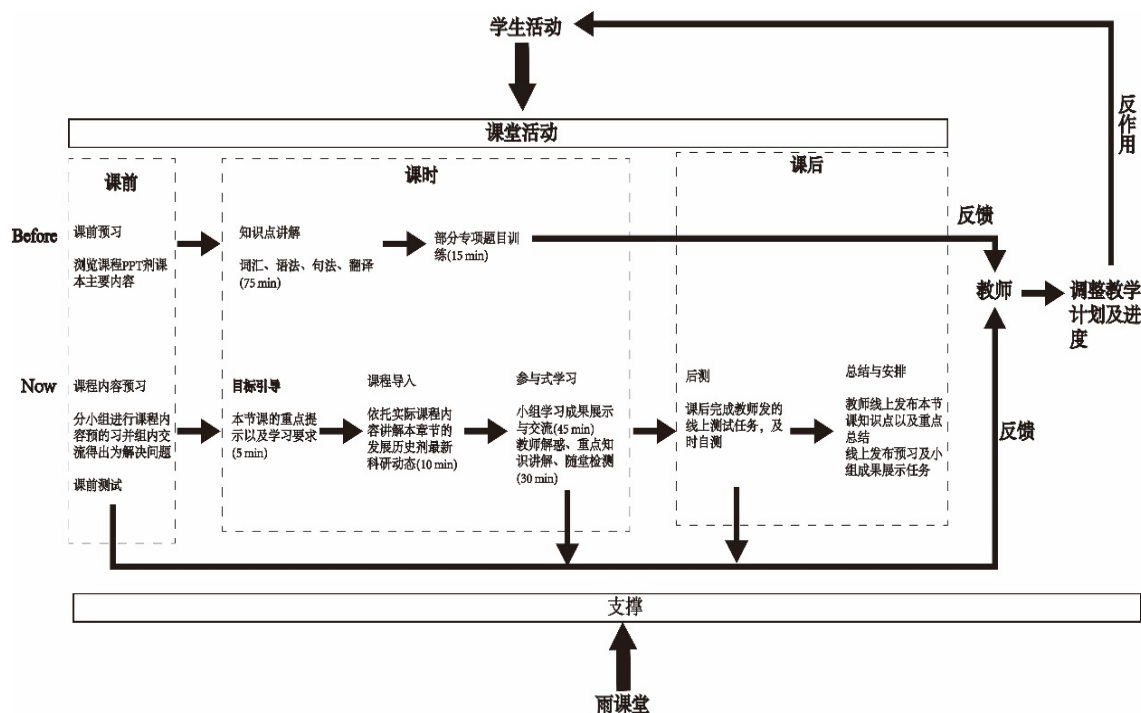 学生活动
反作用
课堂活动
课前
课时
课后
Before
课前预习
浏览课程PPT剂课
本主要内容
知识点讲解
词汇、语法、句法、翻译
(75 min)
部分专项题目训
练(15 min)
反馈
教师
调整教学
计划及进
度
Now
课程内容预习
分小组进行课程内
容预的习并组内交
流得出为解决问题
课前测试
目标引导
本节课的重点提
示以及学习要求
(5 min)
课程导入
依托实际课程内
容讲解本章节的
发展历史剂最新
科研动态(10 min)
参与式学习
小组学习成果展示
与交流(45 min)
教师解惑、重点知
识讲解、随堂检测
(30 min)
后测
课后完成教师发的
线上测试任务，及
时自测
总结与安排
教师线上发布本节
课知识点以及重点
总结
线上发布预习及小
组成果展示任务
反馈
支撑
雨课堂